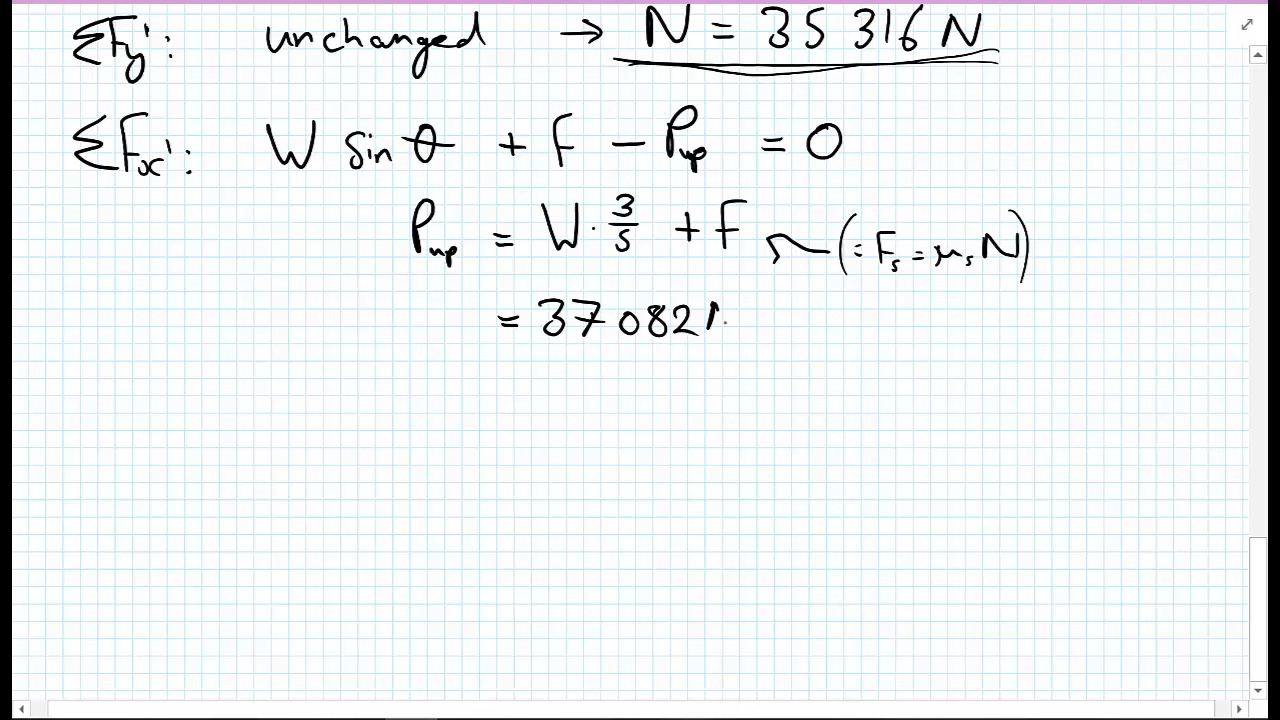 ΣFy': unchanged → N = 35 316 N
ΣFx': W sin θ + F − Pup = 0
Pup = W · 3/5 + F (= Fs = μs N)
= 37 082 N